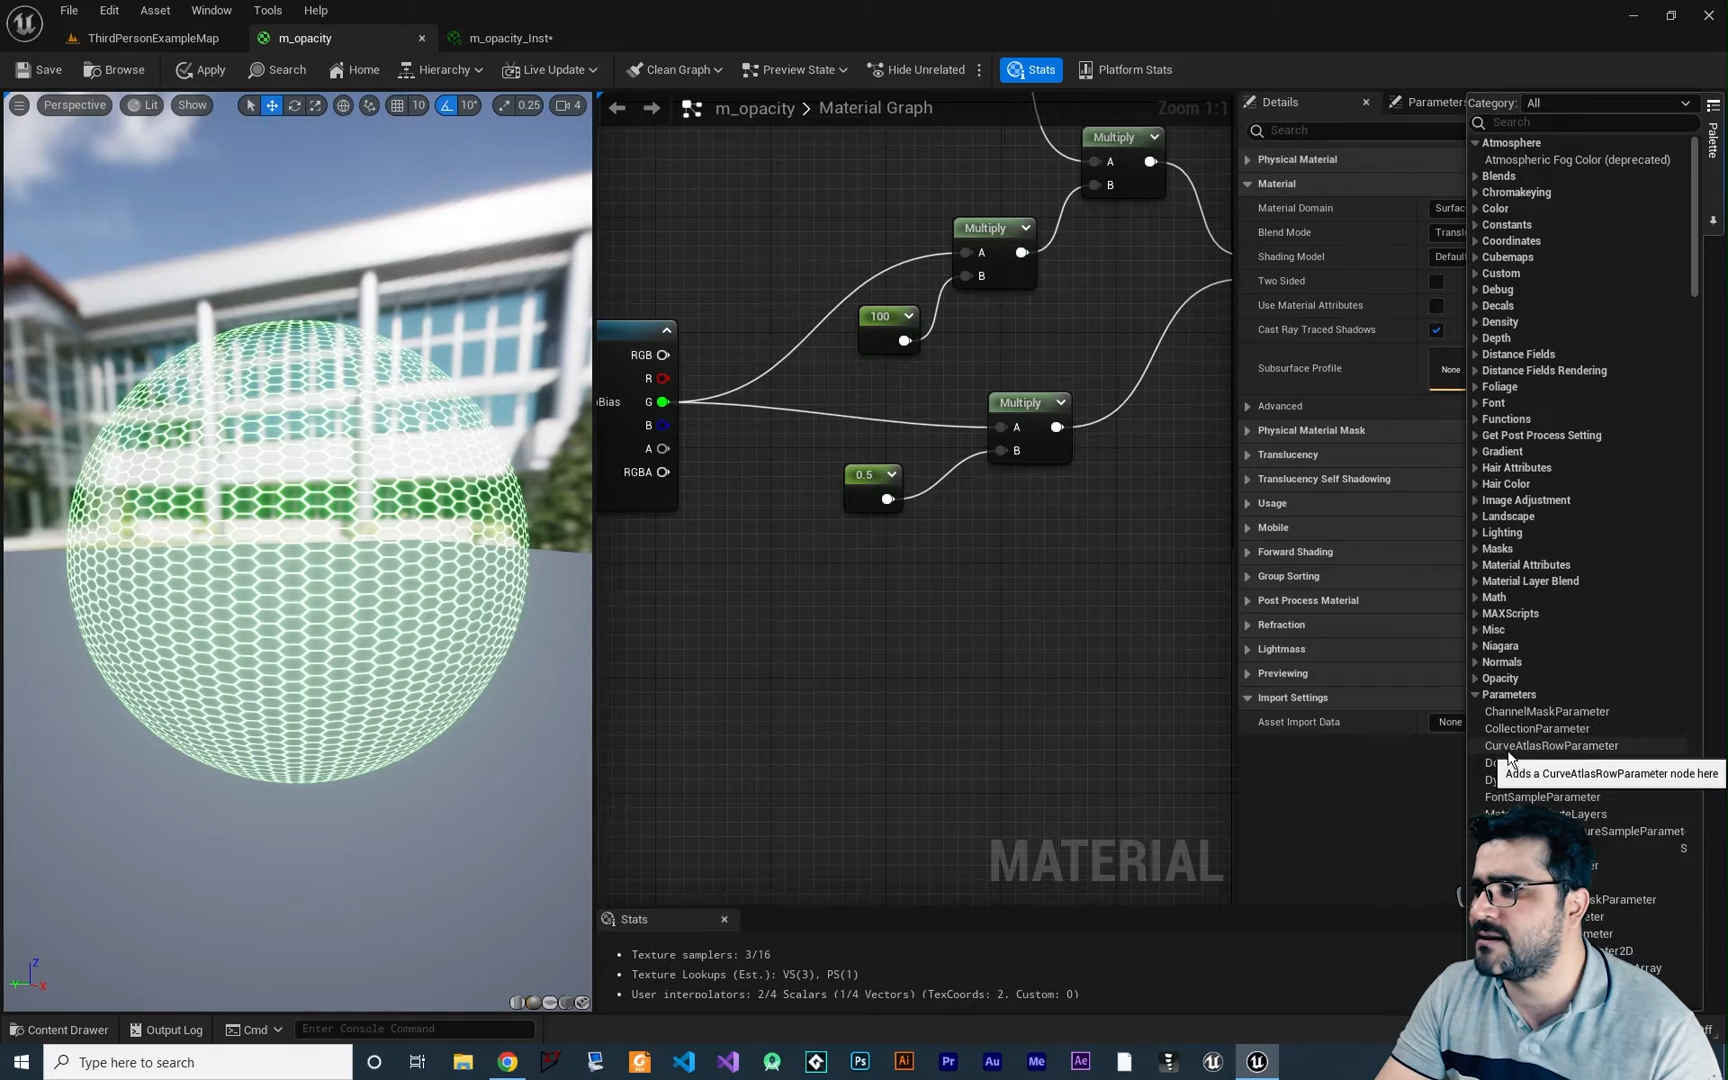 File Edit Asset Window Tools Help
ThirdPersonExampleMap m_opacity m_opacity_Inst*
Save Browse Apply Search Home Hierarchy Live Update Clean Graph Preview State Hide Unrelated Stats Platform Stats
Perspective Lit Show 10 10° 0.25 4
m_opacity > Material Graph Zoom 1:1
Multiply
A
B
Multiply
A
B
100
RGB
R
G
B
A
RGBA
Multiply
A
B
0.5
MATERIAL
Details Parameters
Search
Physical Material
Material
Material Domain
Blend Mode
Shading Model
Two Sided
Use Material Attributes
Cast Ray Traced Shadows
Subsurface Profile None
Advanced
Physical Material Mask
Translucency
Translucency Self Shadowing
Usage
Mobile
Forward Shading
Group Sorting
Post Process Material
Refraction
Lightmass
Previewing
Import Settings
Asset Import Data None
Category: All
Search
Palette
Atmosphere
Atmospheric Fog Color (deprecated)
Blends
Chromakeying
Color
Constants
Coordinates
Cubemaps
Custom
Debug
Decals
Density
Depth
Distance Fields
Distance Fields Rendering
Foliage
Font
Functions
Get Post Process Setting
Gradient
Hair Attributes
Hair Color
Image Adjustment
Landscape
Lighting
Masks
Material Attributes
Material Layer Blend
Math
MAXScripts
Misc
Niagara
Normals
Opacity
Parameters
ChannelMaskParameter
CollectionParameter
CurveAtlasRowParameter
Adds a CurveAtlasRowParameter node here
FontSampleParameter
Stats
Texture samplers: 3/16
Texture Lookups (Est.): VS(3), PS(1)
User interpolators: 2/4 Scalars (1/4 Vectors) (TexCoords: 2, Custom: 0)
Z
Y
X
Content Drawer Output Log Cmd Enter Console Command
Type here to search
Ps Ai Pr Au Me Ae